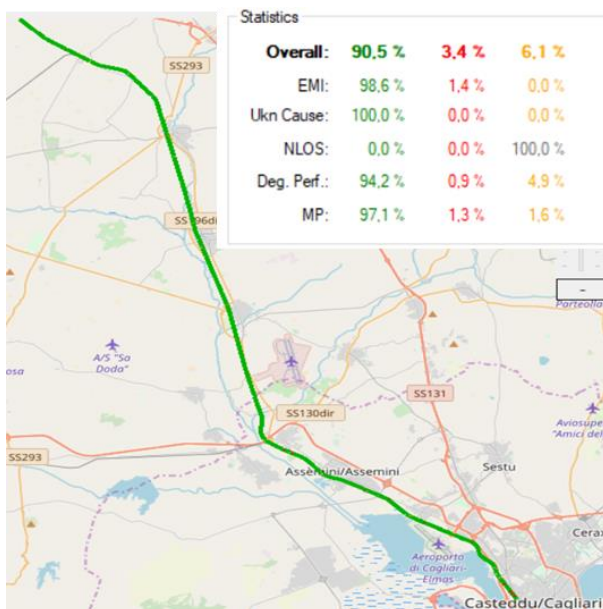 Statistics
Overall: 90,5 % 3,4 % 6,1 %
EMI: 98,6 % 1,4 % 0,0 %
Ukn Cause: 100,0 % 0,0 % 0,0 %
NLOS: 0,0 % 0,0 % 100,0 %
Deg. Perf.: 94,2 % 0,9 % 4,9 %
MP: 97,1 % 1,3 % 1,6 %
SS293
SS196dir
-
Parteolla
A/S "Sa
Doda"
osa
SS131
SS130dir
Aviosupe
"Amici del
SS293
Assemini/Assemini
Sestu
Cerax
Aeroporto
di Cagliari-
Elmas
Casteddu/Cagliari